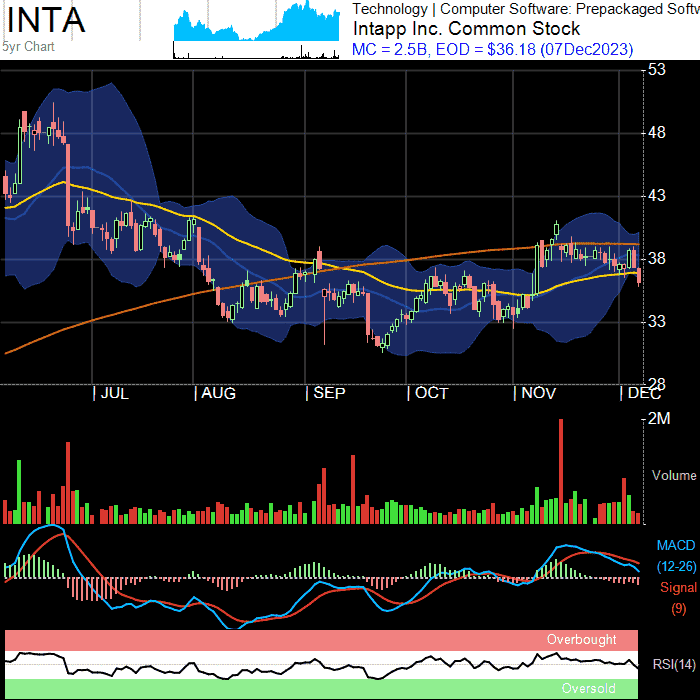 INTA
5yr Chart
Technology | Computer Software: Prepackaged Softw
Intapp Inc. Common Stock
MC = 2.5B, EOD = $36.18 (07Dec2023)
53
48
43
38
33
28
| JUL | AUG | SEP | OCT | NOV | DEC
2M
Volume
MACD
(12-26)
Signal
(9)
Overbought
RSI(14)
Oversold